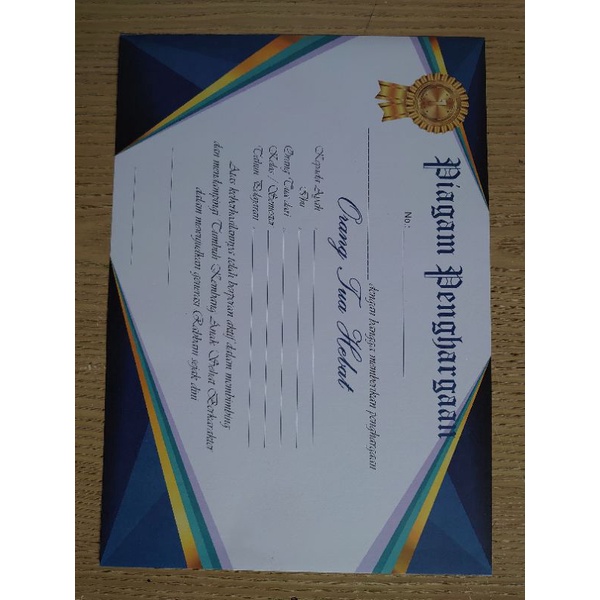 Piagam Penghargaan
No.:
dengan bangga memberikan penghargaan
Orang Tua Hebat
Kepada Ayah
Ibu
Orang Tua dari
Kelas / Semester
Tahun Pelajaran
Atas keberhasilannya telah berperan aktif dalam membimbing
dan mendampingi Tumbuh Kembang Anak Sehat Berkarakter
dalam mewujudkan generasi Rabbani sejak dini